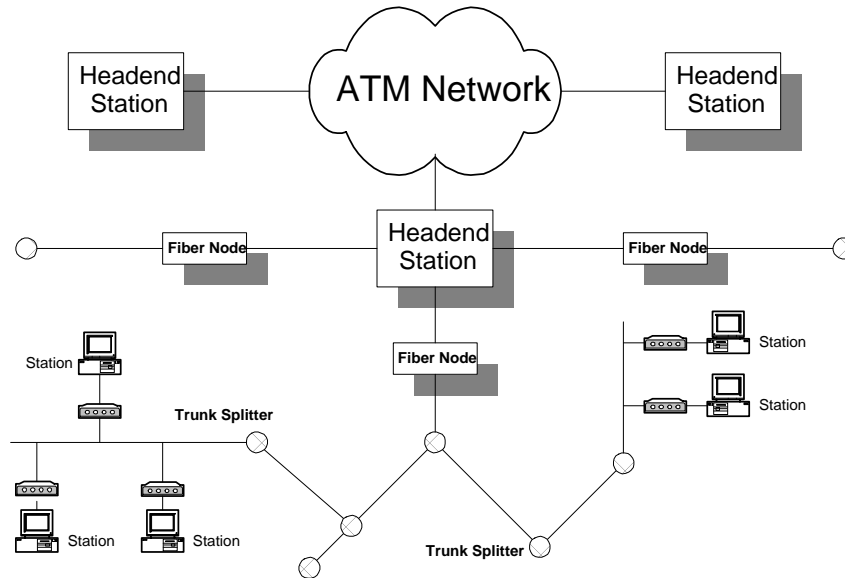 Headend
Station
ATM Network
Headend
Station
Fiber Node
Headend
Station
Fiber Node
Fiber Node
Station
Station
Station
Trunk Splitter
Station
Station
Trunk Splitter